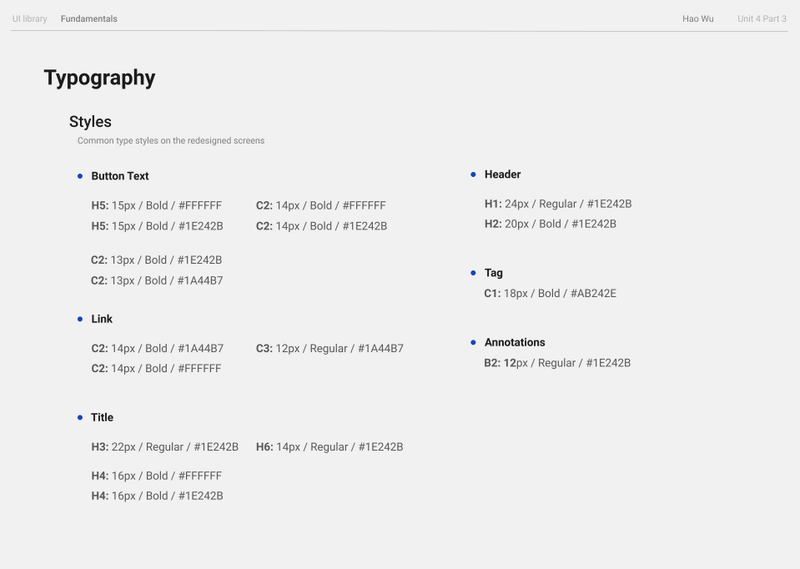 UI library Fundamentals Hao Wu Unit 4 Part 3
Typography
Styles
Common type styles on the redesigned screens
Button Text
H5: 15px / Bold / #FFFFFF C2: 14px / Bold / #FFFFFF
H5: 15px / Bold / #1E242B C2: 14px / Bold / #1E242B
C2: 13px / Bold / #1E242B
C2: 13px / Bold / #1A44B7
Link
C2: 14px / Bold / #1A44B7 C3: 12px / Regular / #1A44B7
C2: 14px / Bold / #FFFFFF
Title
H3: 22px / Regular / #1E242B H6: 14px / Regular / #1E242B
H4: 16px / Bold / #FFFFFF
H4: 16px / Bold / #1E242B
Header
H1: 24px / Regular / #1E242B
H2: 20px / Bold / #1E242B
Tag
C1: 18px / Bold / #AB242E
Annotations
B2: 12px / Regular / #1E242B